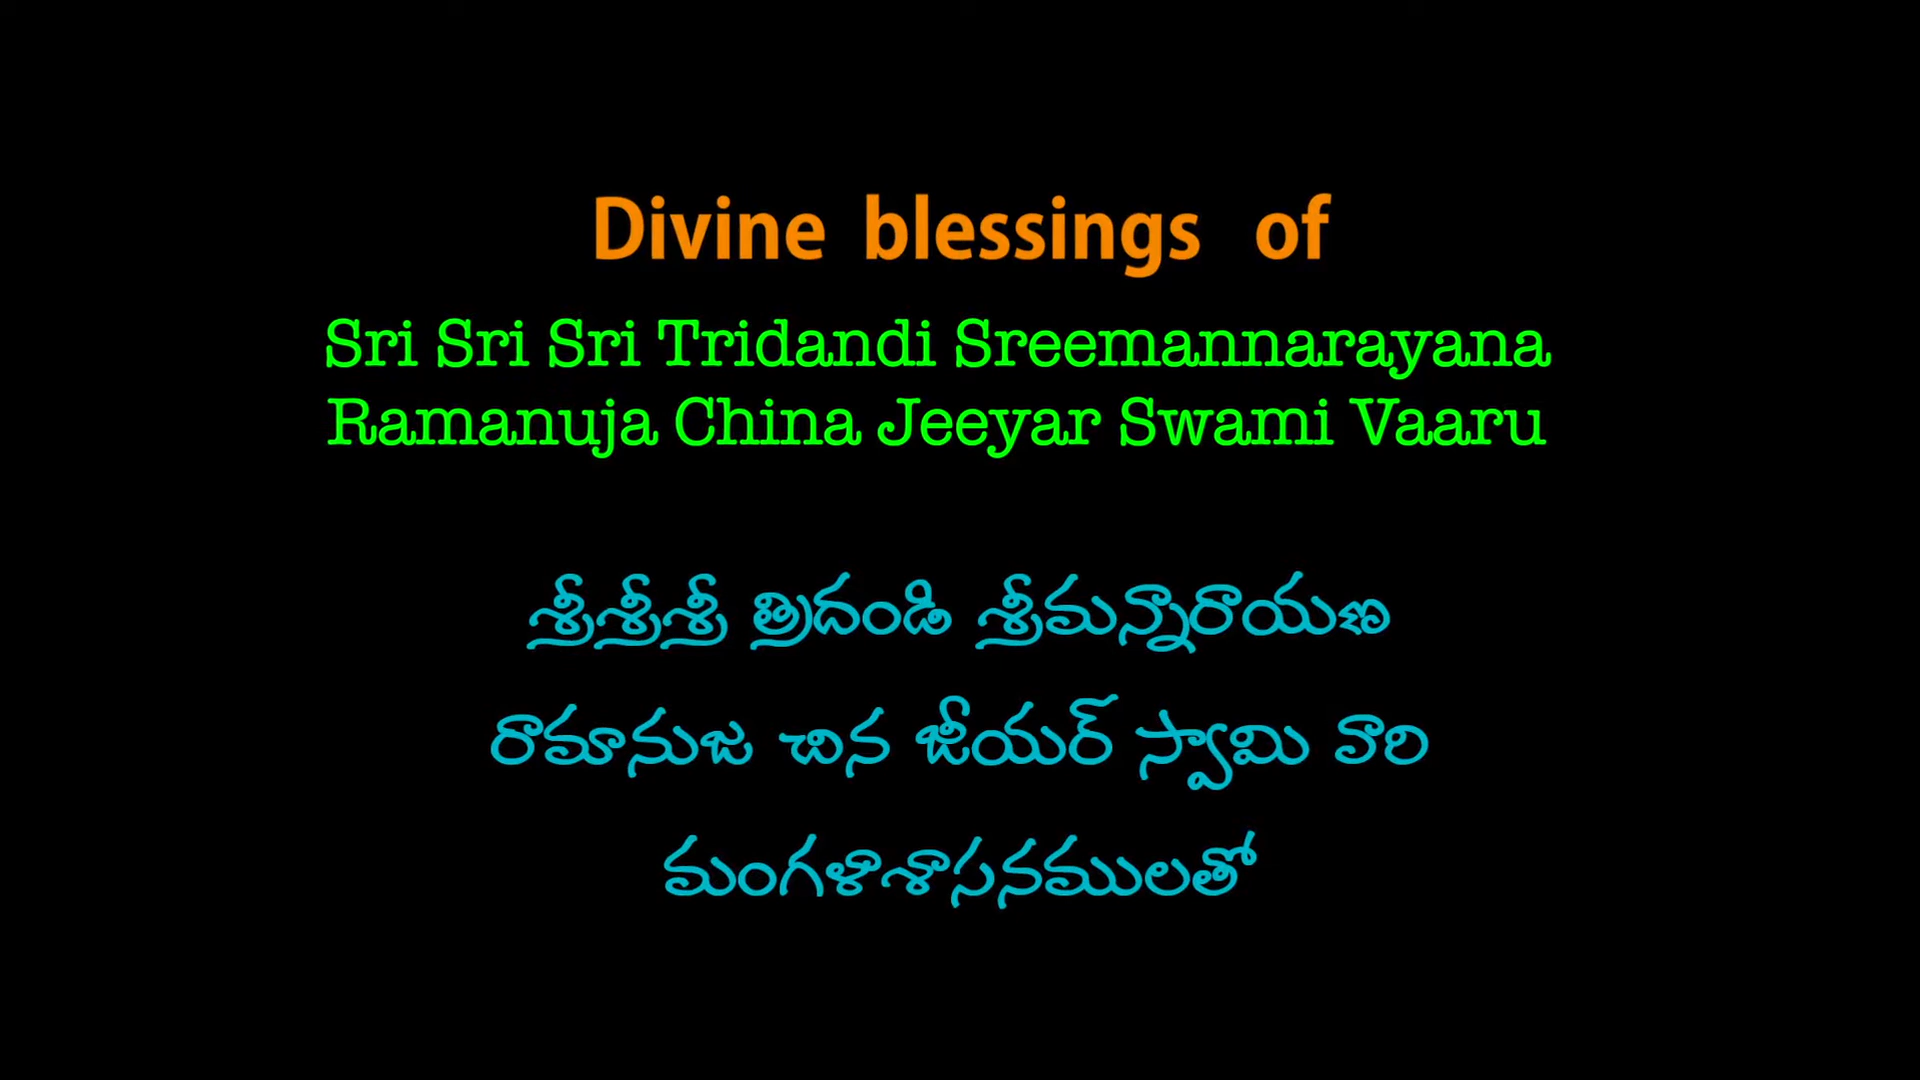 Divine blessings of
Sri Sri Sri Tridandi Sreemannarayana
Ramanuja China Jeeyar Swami Vaaru
శ్రీశ్రీశ్రీ త్రిదండి శ్రీమన్నారాయణ
రామానుజ చిన జీయర్ స్వామి వారి
మంగళాశాసనములతో